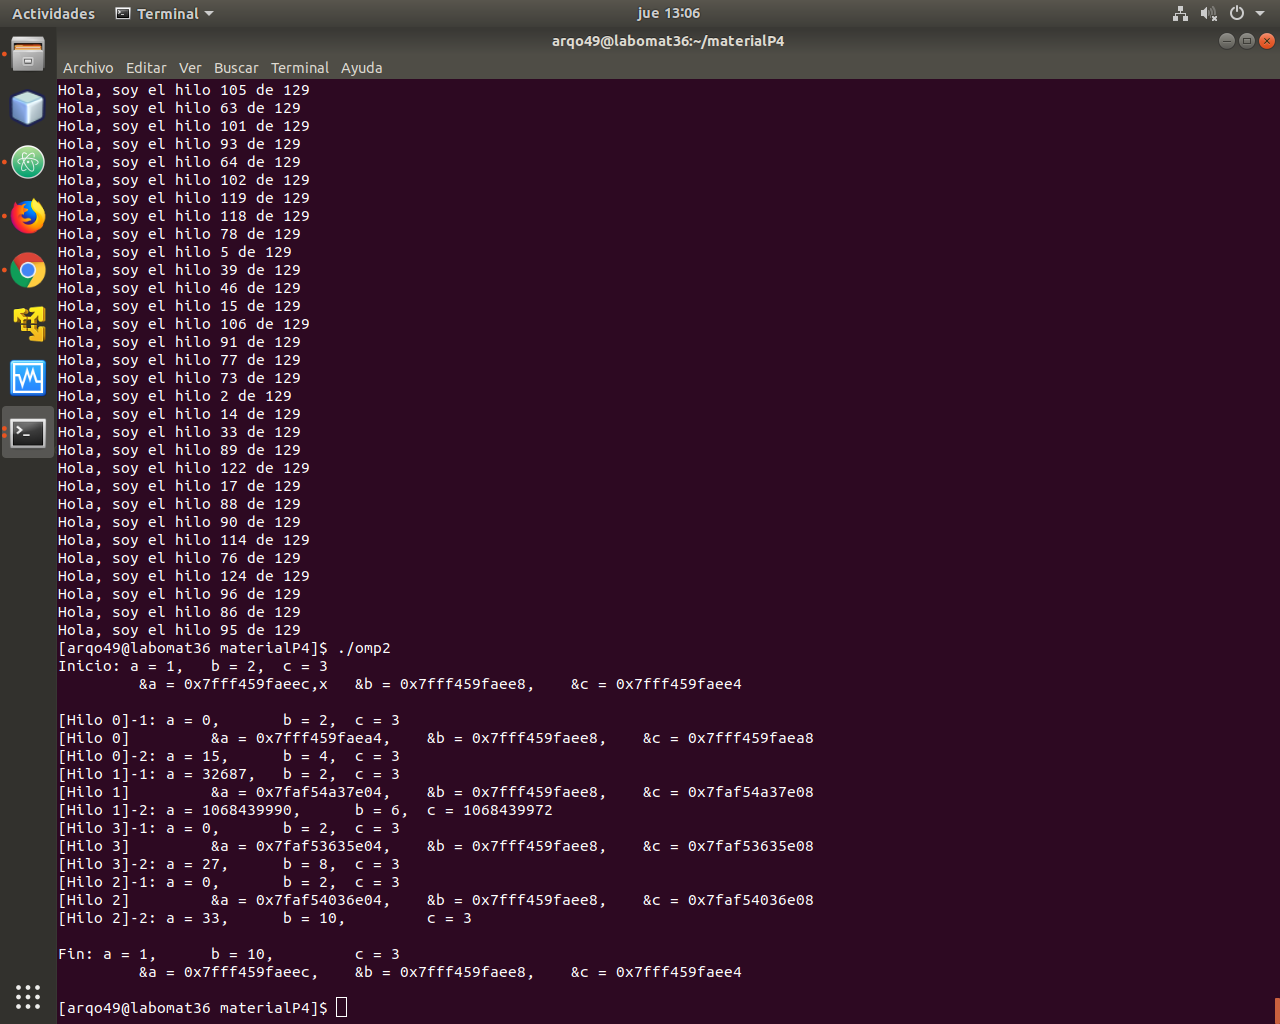 Actividades Terminal jue 13:06
arqo49@labomat36:~/materialP4
Archivo Editar Ver Buscar Terminal Ayuda
Hola, soy el hilo 105 de 129
Hola, soy el hilo 63 de 129
Hola, soy el hilo 101 de 129
Hola, soy el hilo 93 de 129
Hola, soy el hilo 64 de 129
Hola, soy el hilo 102 de 129
Hola, soy el hilo 119 de 129
Hola, soy el hilo 118 de 129
Hola, soy el hilo 78 de 129
Hola, soy el hilo 5 de 129
Hola, soy el hilo 39 de 129
Hola, soy el hilo 46 de 129
Hola, soy el hilo 15 de 129
Hola, soy el hilo 106 de 129
Hola, soy el hilo 91 de 129
Hola, soy el hilo 77 de 129
Hola, soy el hilo 73 de 129
Hola, soy el hilo 2 de 129
Hola, soy el hilo 14 de 129
Hola, soy el hilo 33 de 129
Hola, soy el hilo 89 de 129
Hola, soy el hilo 122 de 129
Hola, soy el hilo 17 de 129
Hola, soy el hilo 88 de 129
Hola, soy el hilo 90 de 129
Hola, soy el hilo 114 de 129
Hola, soy el hilo 76 de 129
Hola, soy el hilo 124 de 129
Hola, soy el hilo 96 de 129
Hola, soy el hilo 86 de 129
Hola, soy el hilo 95 de 129
[arqo49@labomat36 materialP4]$ ./omp2
Inicio: a = 1,   b = 2,  c = 3
         &a = 0x7fff459faeec,x   &b = 0x7fff459faee8,    &c = 0x7fff459faee4
[Hilo 0]-1: a = 0,       b = 2,  c = 3
[Hilo 0]         &a = 0x7fff459faea4,    &b = 0x7fff459faee8,    &c = 0x7fff459faea8
[Hilo 0]-2: a = 15,      b = 4,  c = 3
[Hilo 1]-1: a = 32687,   b = 2,  c = 3
[Hilo 1]         &a = 0x7faf54a37e04,    &b = 0x7fff459faee8,    &c = 0x7faf54a37e08
[Hilo 1]-2: a = 1068439990,      b = 6,  c = 1068439972
[Hilo 3]-1: a = 0,       b = 2,  c = 3
[Hilo 3]         &a = 0x7faf53635e04,    &b = 0x7fff459faee8,    &c = 0x7faf53635e08
[Hilo 3]-2: a = 27,      b = 8,  c = 3
[Hilo 2]-1: a = 0,       b = 2,  c = 3
[Hilo 2]         &a = 0x7faf54036e04,    &b = 0x7fff459faee8,    &c = 0x7faf54036e08
[Hilo 2]-2: a = 33,      b = 10,         c = 3
Fin: a = 1,      b = 10,         c = 3
         &a = 0x7fff459faeec,    &b = 0x7fff459faee8,    &c = 0x7fff459faee4
[arqo49@labomat36 materialP4]$